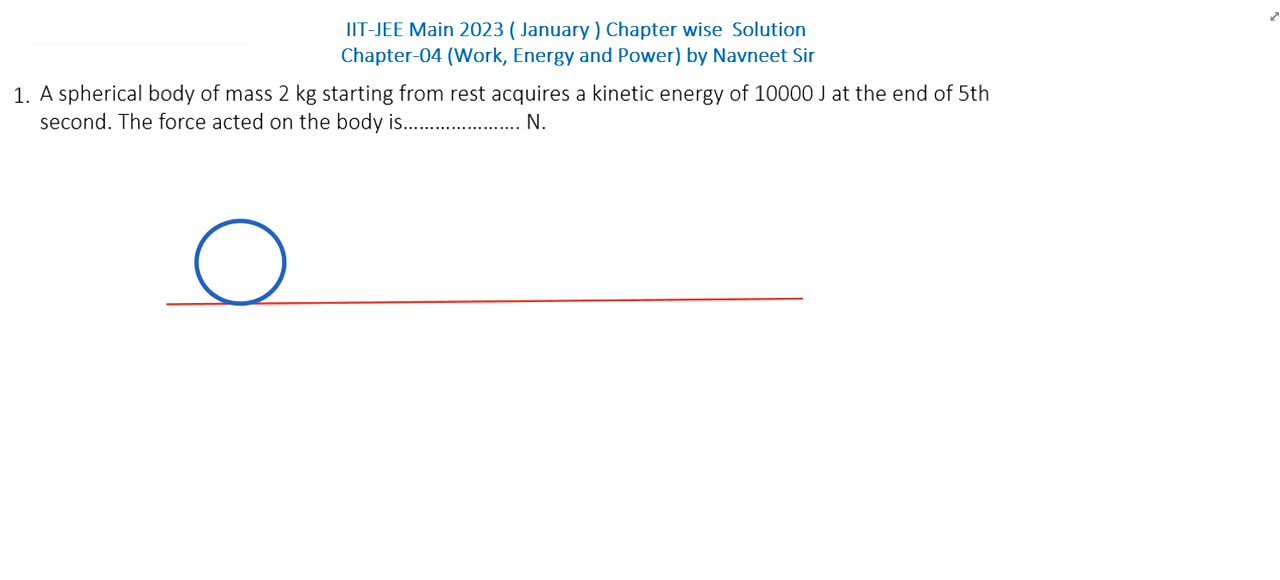 IIT-JEE Main 2023 ( January ) Chapter wise  Solution
Chapter-04 (Work, Energy and Power) by Navneet Sir
1. A spherical body of mass 2 kg starting from rest acquires a kinetic energy of 10000 J at the end of 5th
second. The force acted on the body is..................... N.